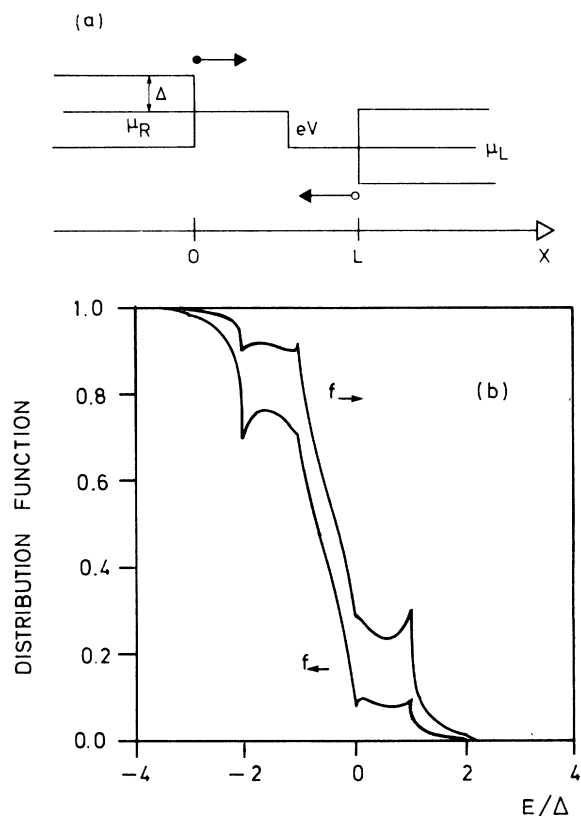 (a)
Δ
μR
eV
μL
O
L
X
1.0
f→
(b)
0.8
0.6
0.4
f←
0.2
0.0
−4
−2
0
2
4
E/Δ
DISTRIBUTION FUNCTION